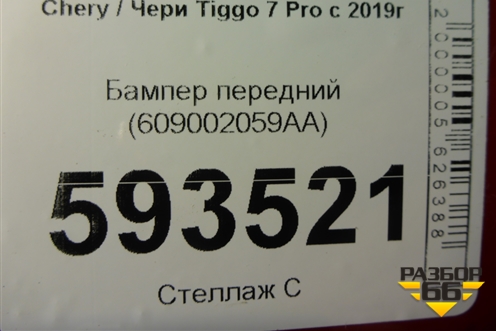 Chery / Чери Tiggo 7 Pro с 2019г
Бампер передний
(609002059AA)
593521
Стеллаж С
2000005626388
РАЗБОР
66